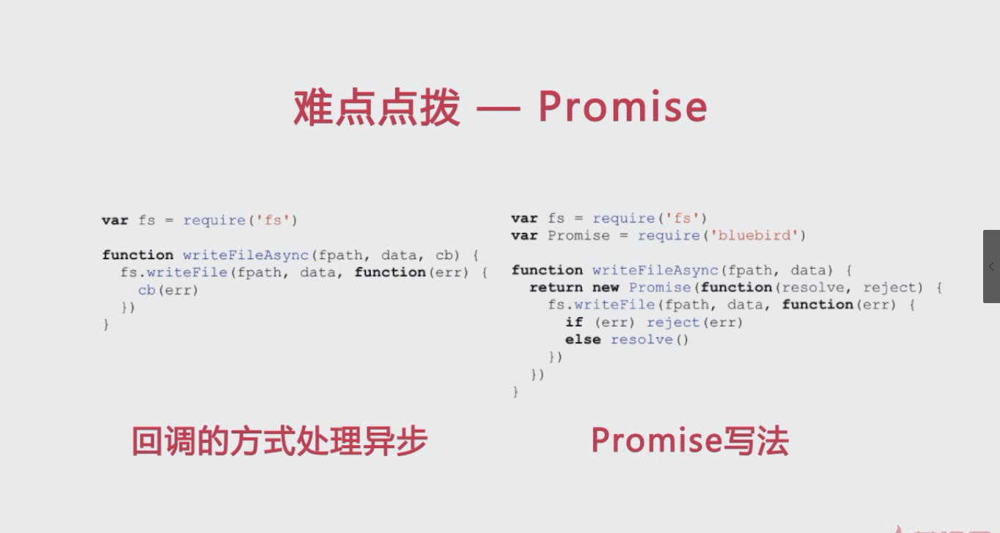 难点点拨 — Promise
var fs = require('fs')
function writeFileAsync(fpath, data, cb) {
fs.writeFile(fpath, data, function(err) {
cb(err)
})
}
回调的方式处理异步
var fs = require('fs')
var Promise = require('bluebird')
function writeFileAsync(fpath, data) {
return new Promise(function(resolve, reject) {
fs.writeFile(fpath, data, function(err) {
if (err) reject(err)
else resolve()
})
})
}
Promise写法